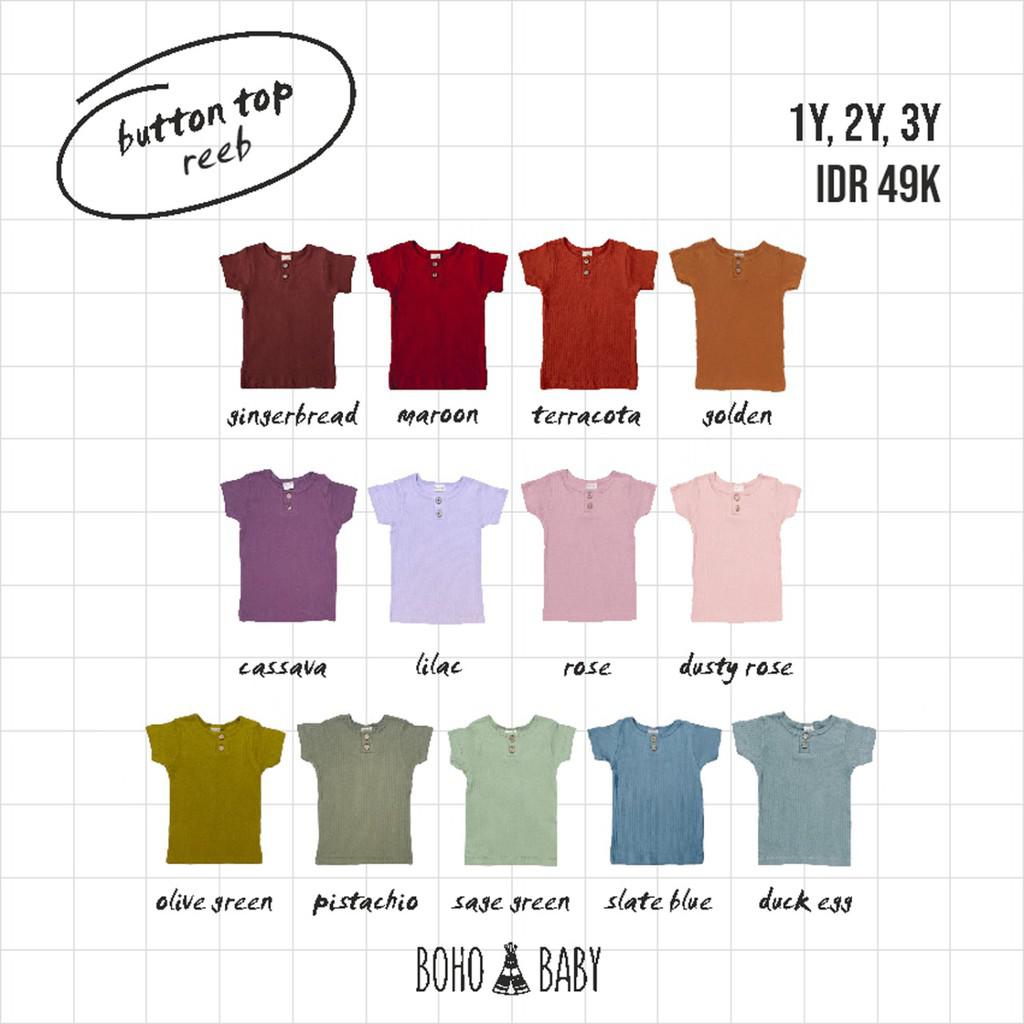 button top
reeb
1Y, 2Y, 3Y
IDR 49K
gingerbread maroon terracota golden
cassava lilac rose dusty rose
olive green pistachio sage green slate blue duck egg
BOHO BABY